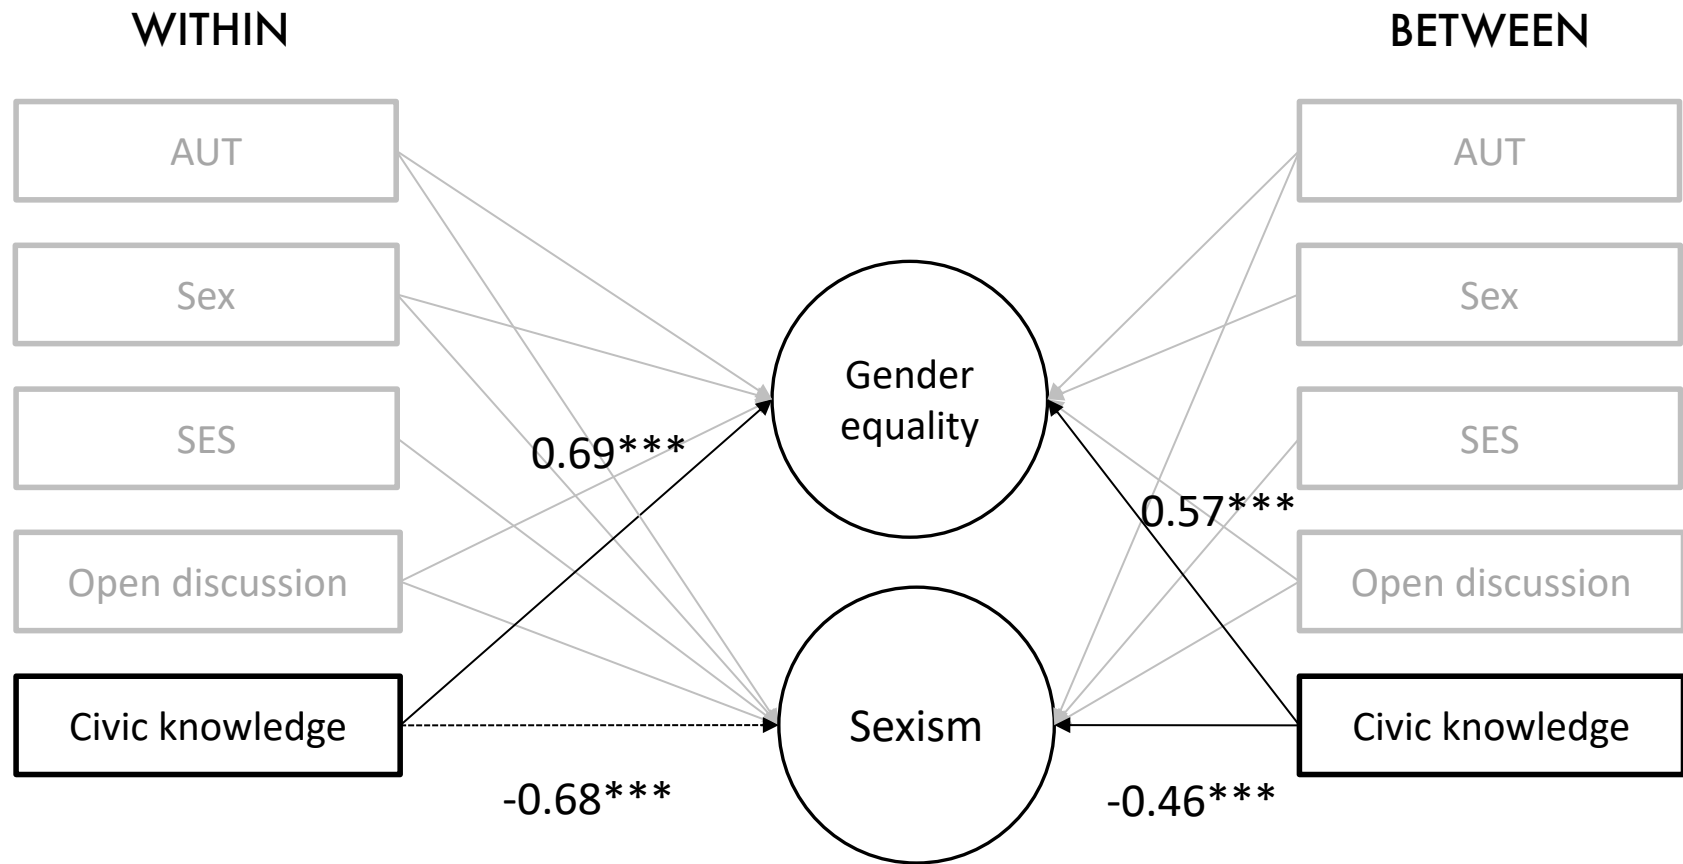 WITHIN
BETWEEN
AUT
AUT
Sex
Sex
Gender
equality
SES
SES
0.69***
0.57***
Open discussion
Open discussion
Civic knowledge
Sexism
Civic knowledge
-0.68***
-0.46***